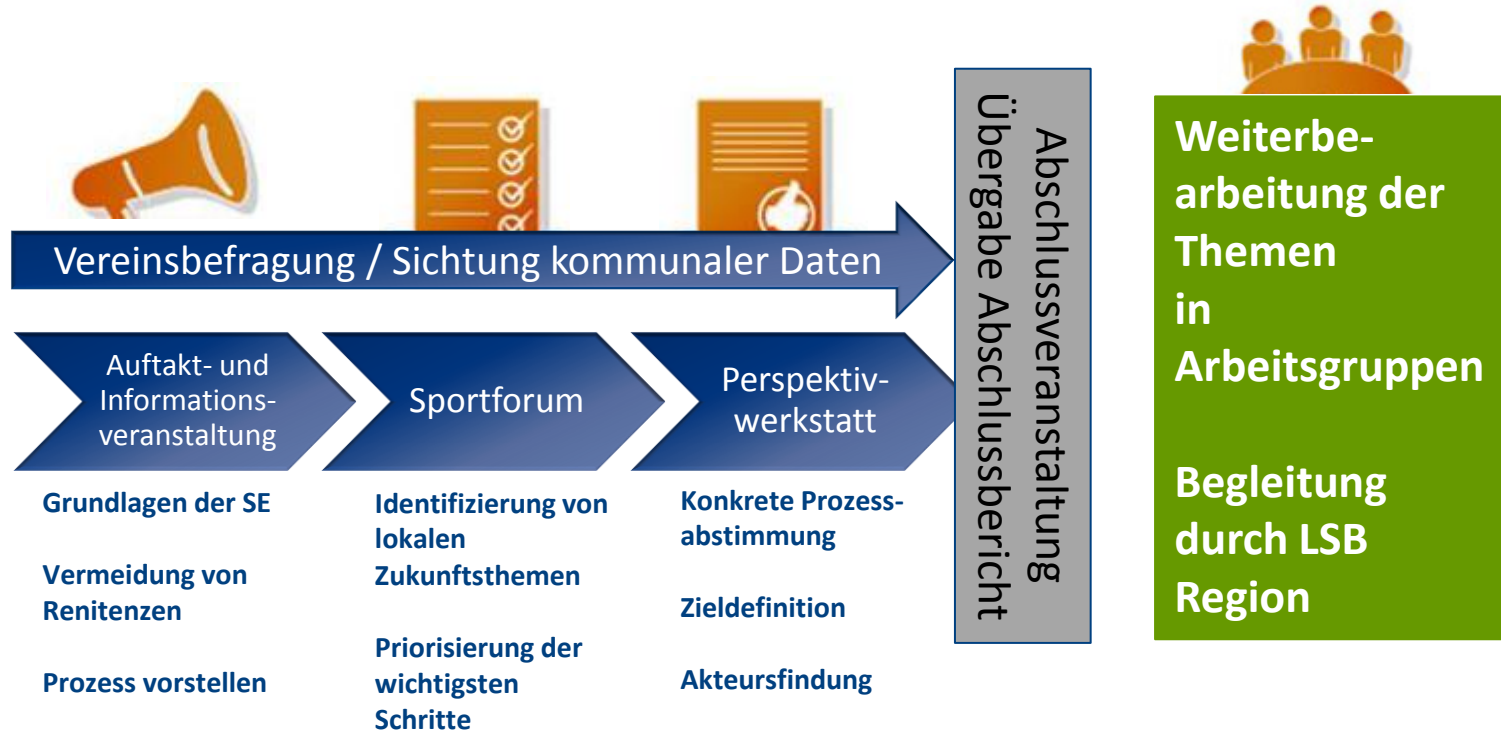 Vereinsbefragung / Sichtung kommunaler Daten
Auftakt- und
Informations-
veranstaltung
Grundlagen der SE
Vermeidung von
Renitenzen
Prozess vorstellen
Sportforum
Identifizierung von
lokalen
Zukunftsthemen
Priorisierung der
wichtigsten
Schritte
Perspektiv-
werkstatt
Konkrete Prozess-
abstimmung
Zieldefinition
Akteursfindung
Abschlussveranstaltung
Übergabe Abschlussbericht
Weiterbe-
arbeitung der
Themen
in
Arbeitsgruppen
Begleitung
durch LSB
Region